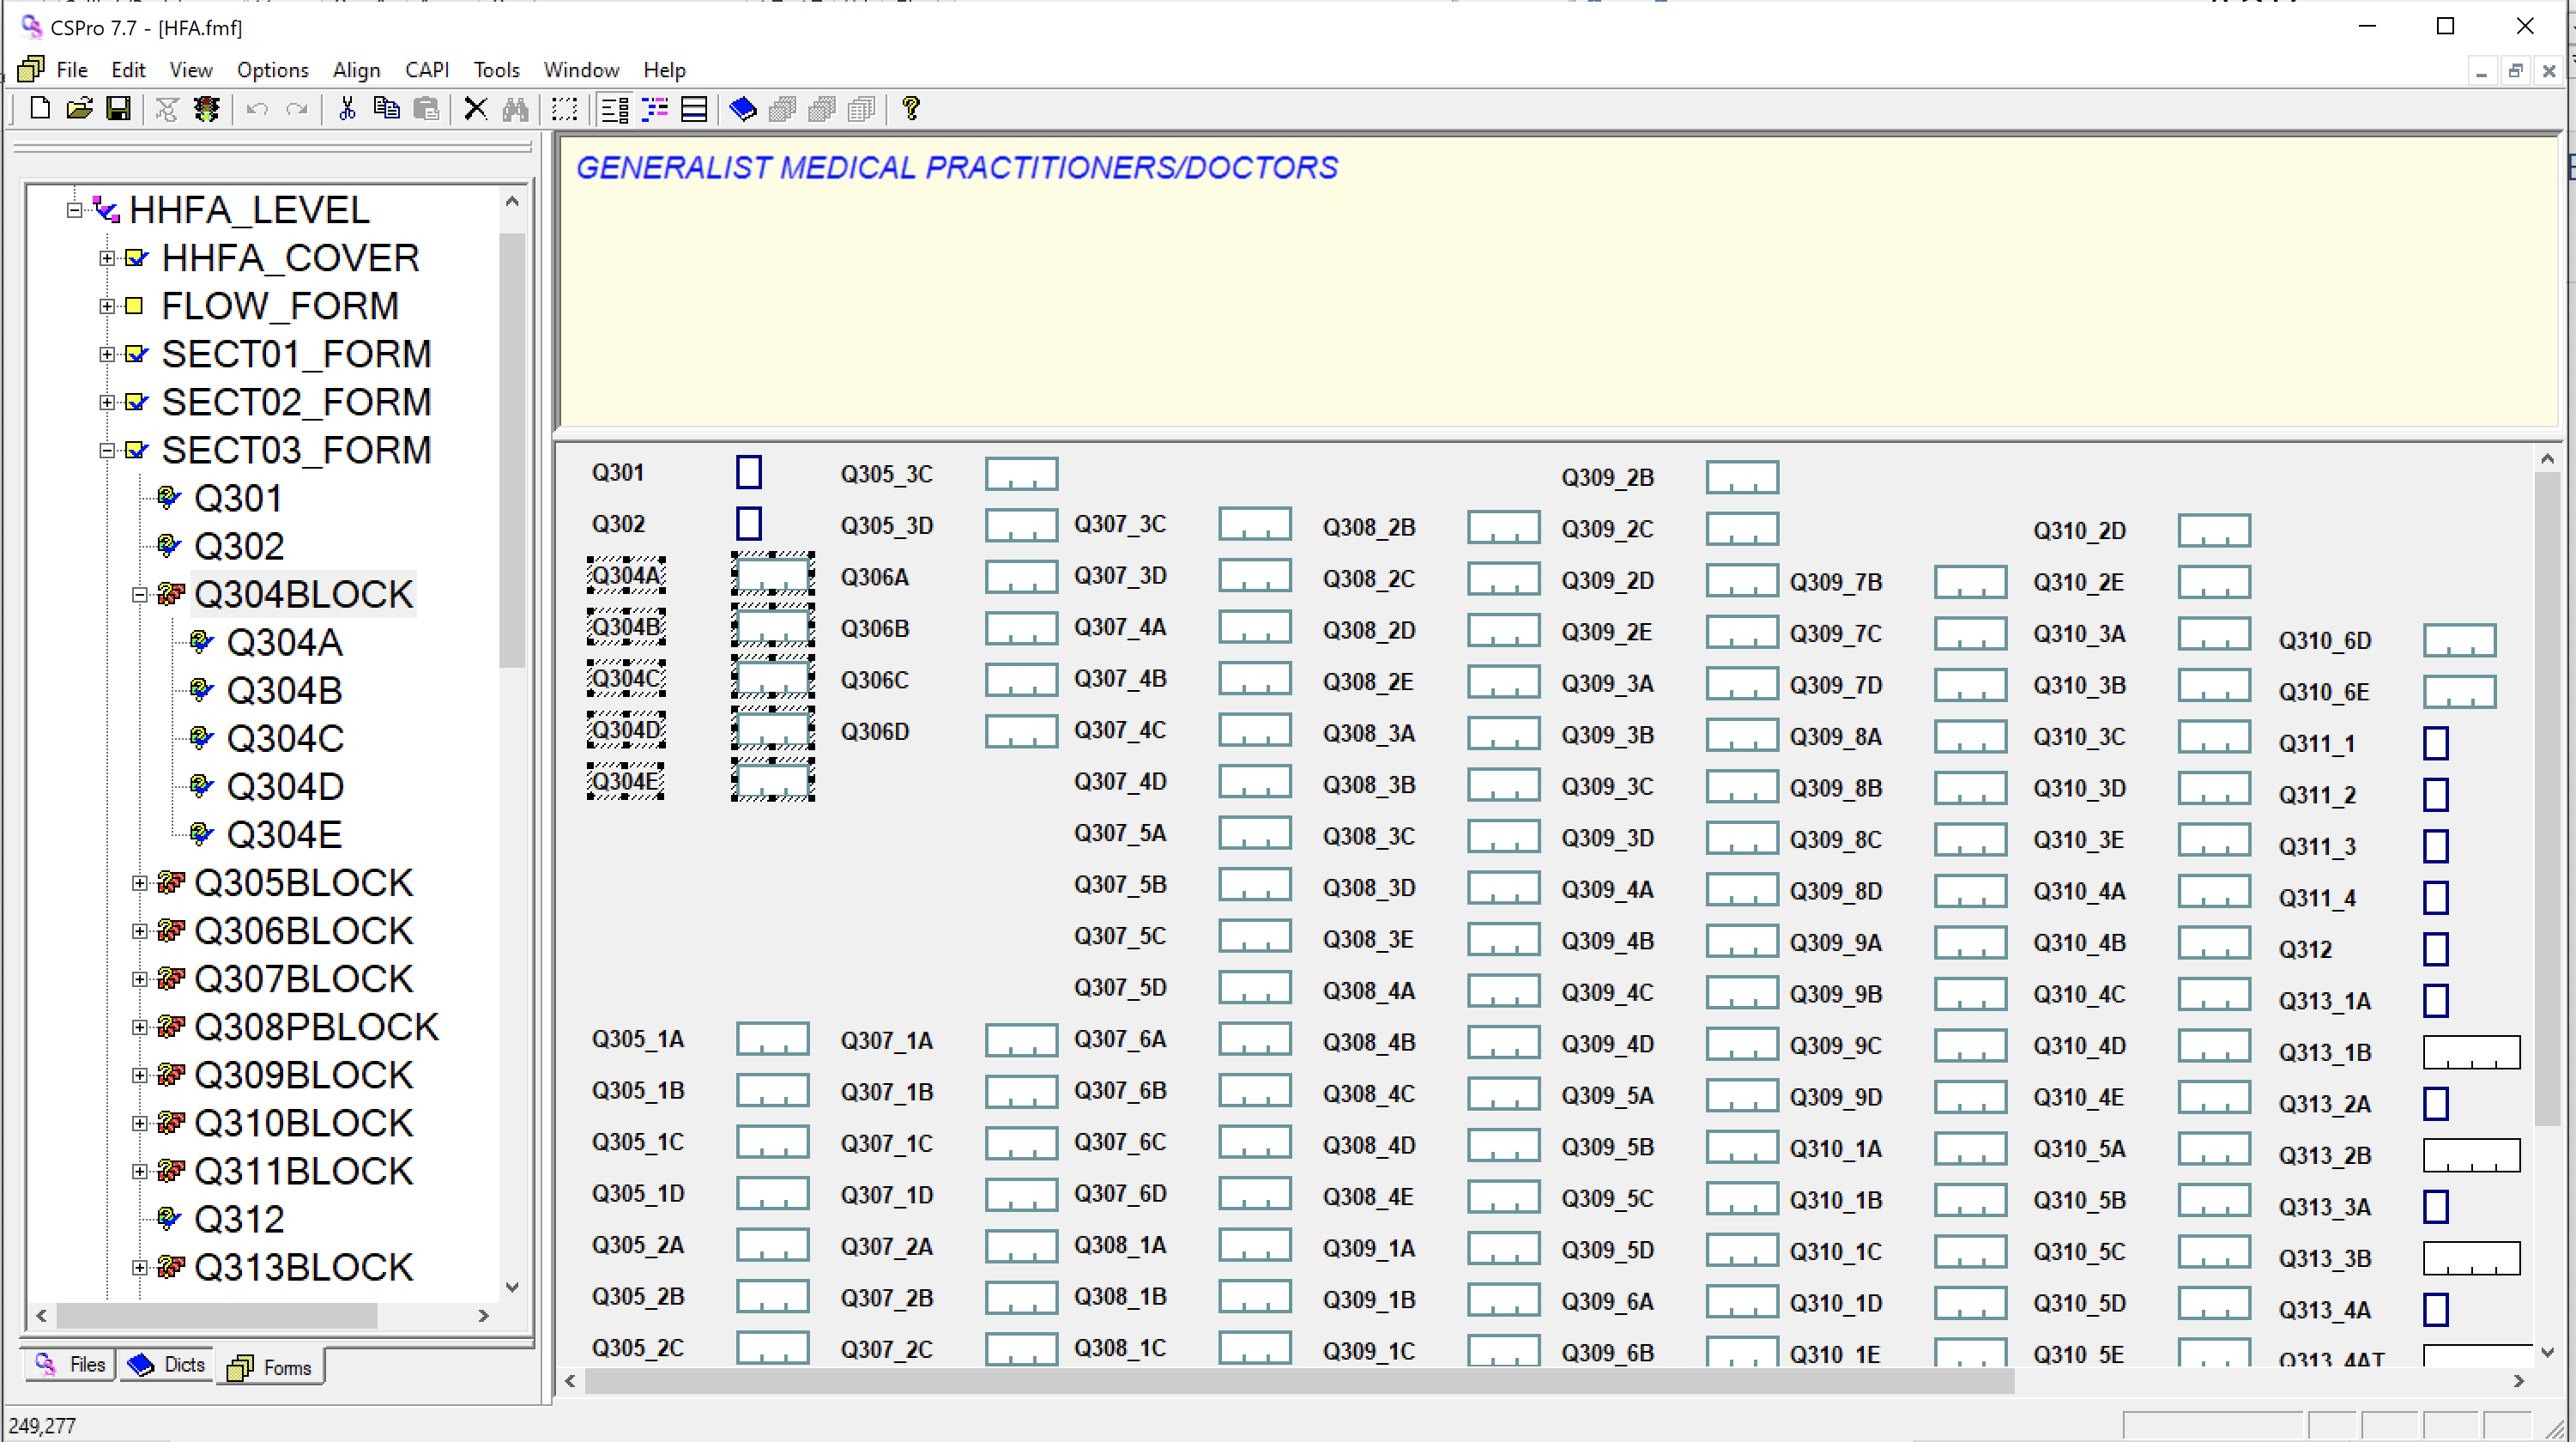 CSPro 7.7 - [HFA.fmf]
File Edit View Options Align CAPI Tools Window Help
HHFA_LEVEL
HHFA_COVER
FLOW_FORM
SECT01_FORM
SECT02_FORM
SECT03_FORM
Q301
Q302
Q304BLOCK
Q304A
Q304B
Q304C
Q304D
Q304E
Q305BLOCK
Q306BLOCK
Q307BLOCK
Q308PBLOCK
Q309BLOCK
Q310BLOCK
Q311BLOCK
Q312
Q313BLOCK
Files Dicts Forms
249,277
GENERALIST MEDICAL PRACTITIONERS/DOCTORS
Q301
Q302
Q304A
Q304B
Q304C
Q304D
Q304E
Q305_1A
Q305_1B
Q305_1C
Q305_1D
Q305_2A
Q305_2B
Q305_2C
Q305_3C
Q305_3D
Q306A
Q306B
Q306C
Q306D
Q307_1A
Q307_1B
Q307_1C
Q307_1D
Q307_2A
Q307_2B
Q307_2C
Q307_3C
Q307_3D
Q307_4A
Q307_4B
Q307_4C
Q307_4D
Q307_5A
Q307_5B
Q307_5C
Q307_5D
Q307_6A
Q307_6B
Q307_6C
Q307_6D
Q308_1A
Q308_1B
Q308_1C
Q308_2B
Q308_2C
Q308_2D
Q308_2E
Q308_3A
Q308_3B
Q308_3C
Q308_3D
Q308_3E
Q308_4A
Q308_4B
Q308_4C
Q308_4D
Q308_4E
Q309_1A
Q309_1B
Q309_1C
Q309_2B
Q309_2C
Q309_2D
Q309_2E
Q309_3A
Q309_3B
Q309_3C
Q309_3D
Q309_4A
Q309_4B
Q309_4C
Q309_4D
Q309_5A
Q309_5B
Q309_5C
Q309_5D
Q309_6A
Q309_6B
Q309_7B
Q309_7C
Q309_7D
Q309_8A
Q309_8B
Q309_8C
Q309_8D
Q309_9A
Q309_9B
Q309_9C
Q309_9D
Q310_1A
Q310_1B
Q310_1C
Q310_1D
Q310_1E
Q310_2D
Q310_2E
Q310_3A
Q310_3B
Q310_3C
Q310_3D
Q310_3E
Q310_4A
Q310_4B
Q310_4C
Q310_4D
Q310_4E
Q310_5A
Q310_5B
Q310_5C
Q310_5D
Q310_5E
Q310_6D
Q310_6E
Q311_1
Q311_2
Q311_3
Q311_4
Q312
Q313_1A
Q313_1B
Q313_2A
Q313_2B
Q313_3A
Q313_3B
Q313_4A
Q313_4AT